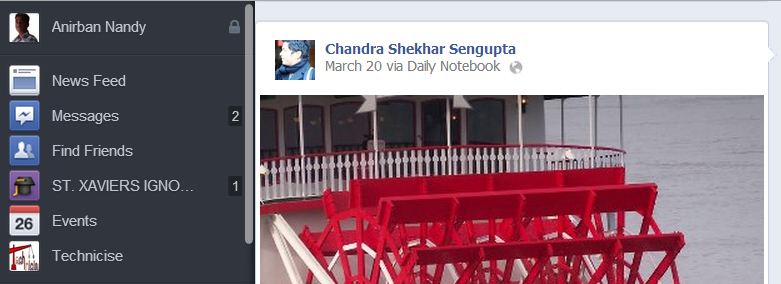 Anirban Nandy
News Feed
Messages 2
Find Friends
ST. XAVIERS IGNO... 1
26 Events
Technicise
Chandra Shekhar Sengupta
March 20 via Daily Notebook